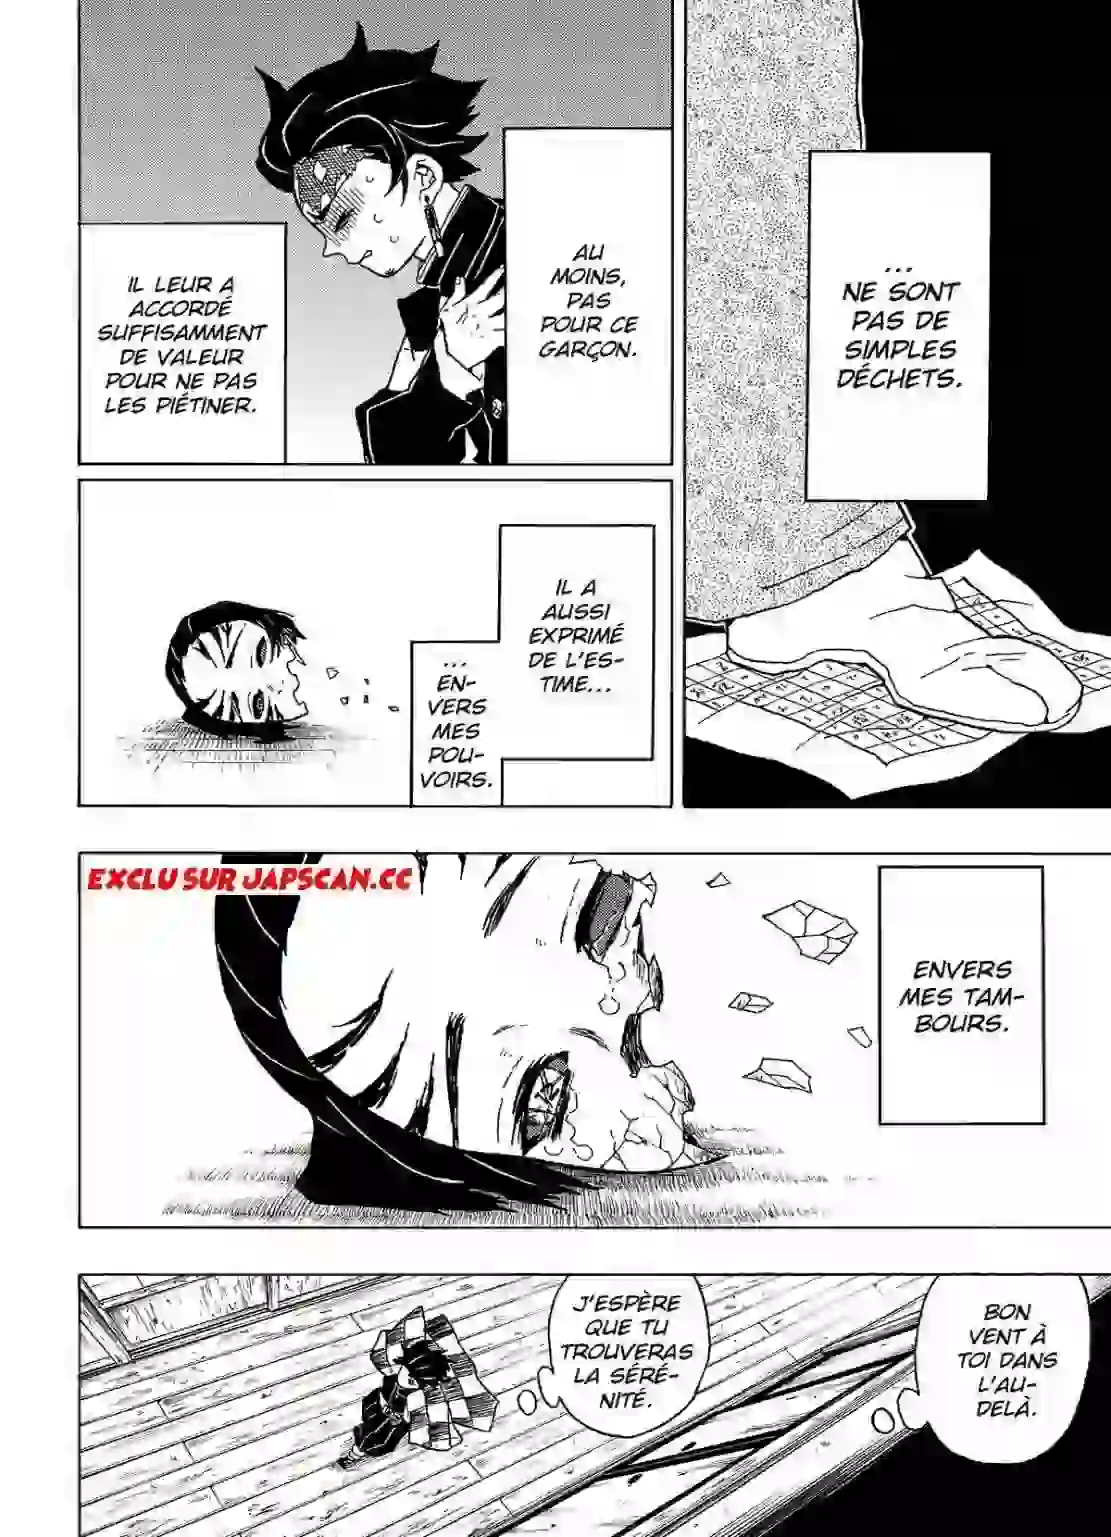 ...
NE SONT
PAS DE
SIMPLES
DÉCHETS.
AU
MOINS,
PAS
POUR CE
GARÇON.
IL LEUR A
ACCORDÉ
SUFFISAMMENT
DE VALEUR
POUR NE PAS
LES PIÉTINER.
IL A
AUSSI
EXPRIMÉ
DE L'ES-
TIME...
...
EN-
VERS
MES
POU-
VOIRS.
EXCLU SUR JAPSCAN.CC
ENVERS
MES TAM-
BOURS.
BON
VENT À
TOI DANS
L'AU-
DELÀ.
J'ESPÈRE
QUE TU
TROUVERAS
LA SÉRÉ-
NITÉ.